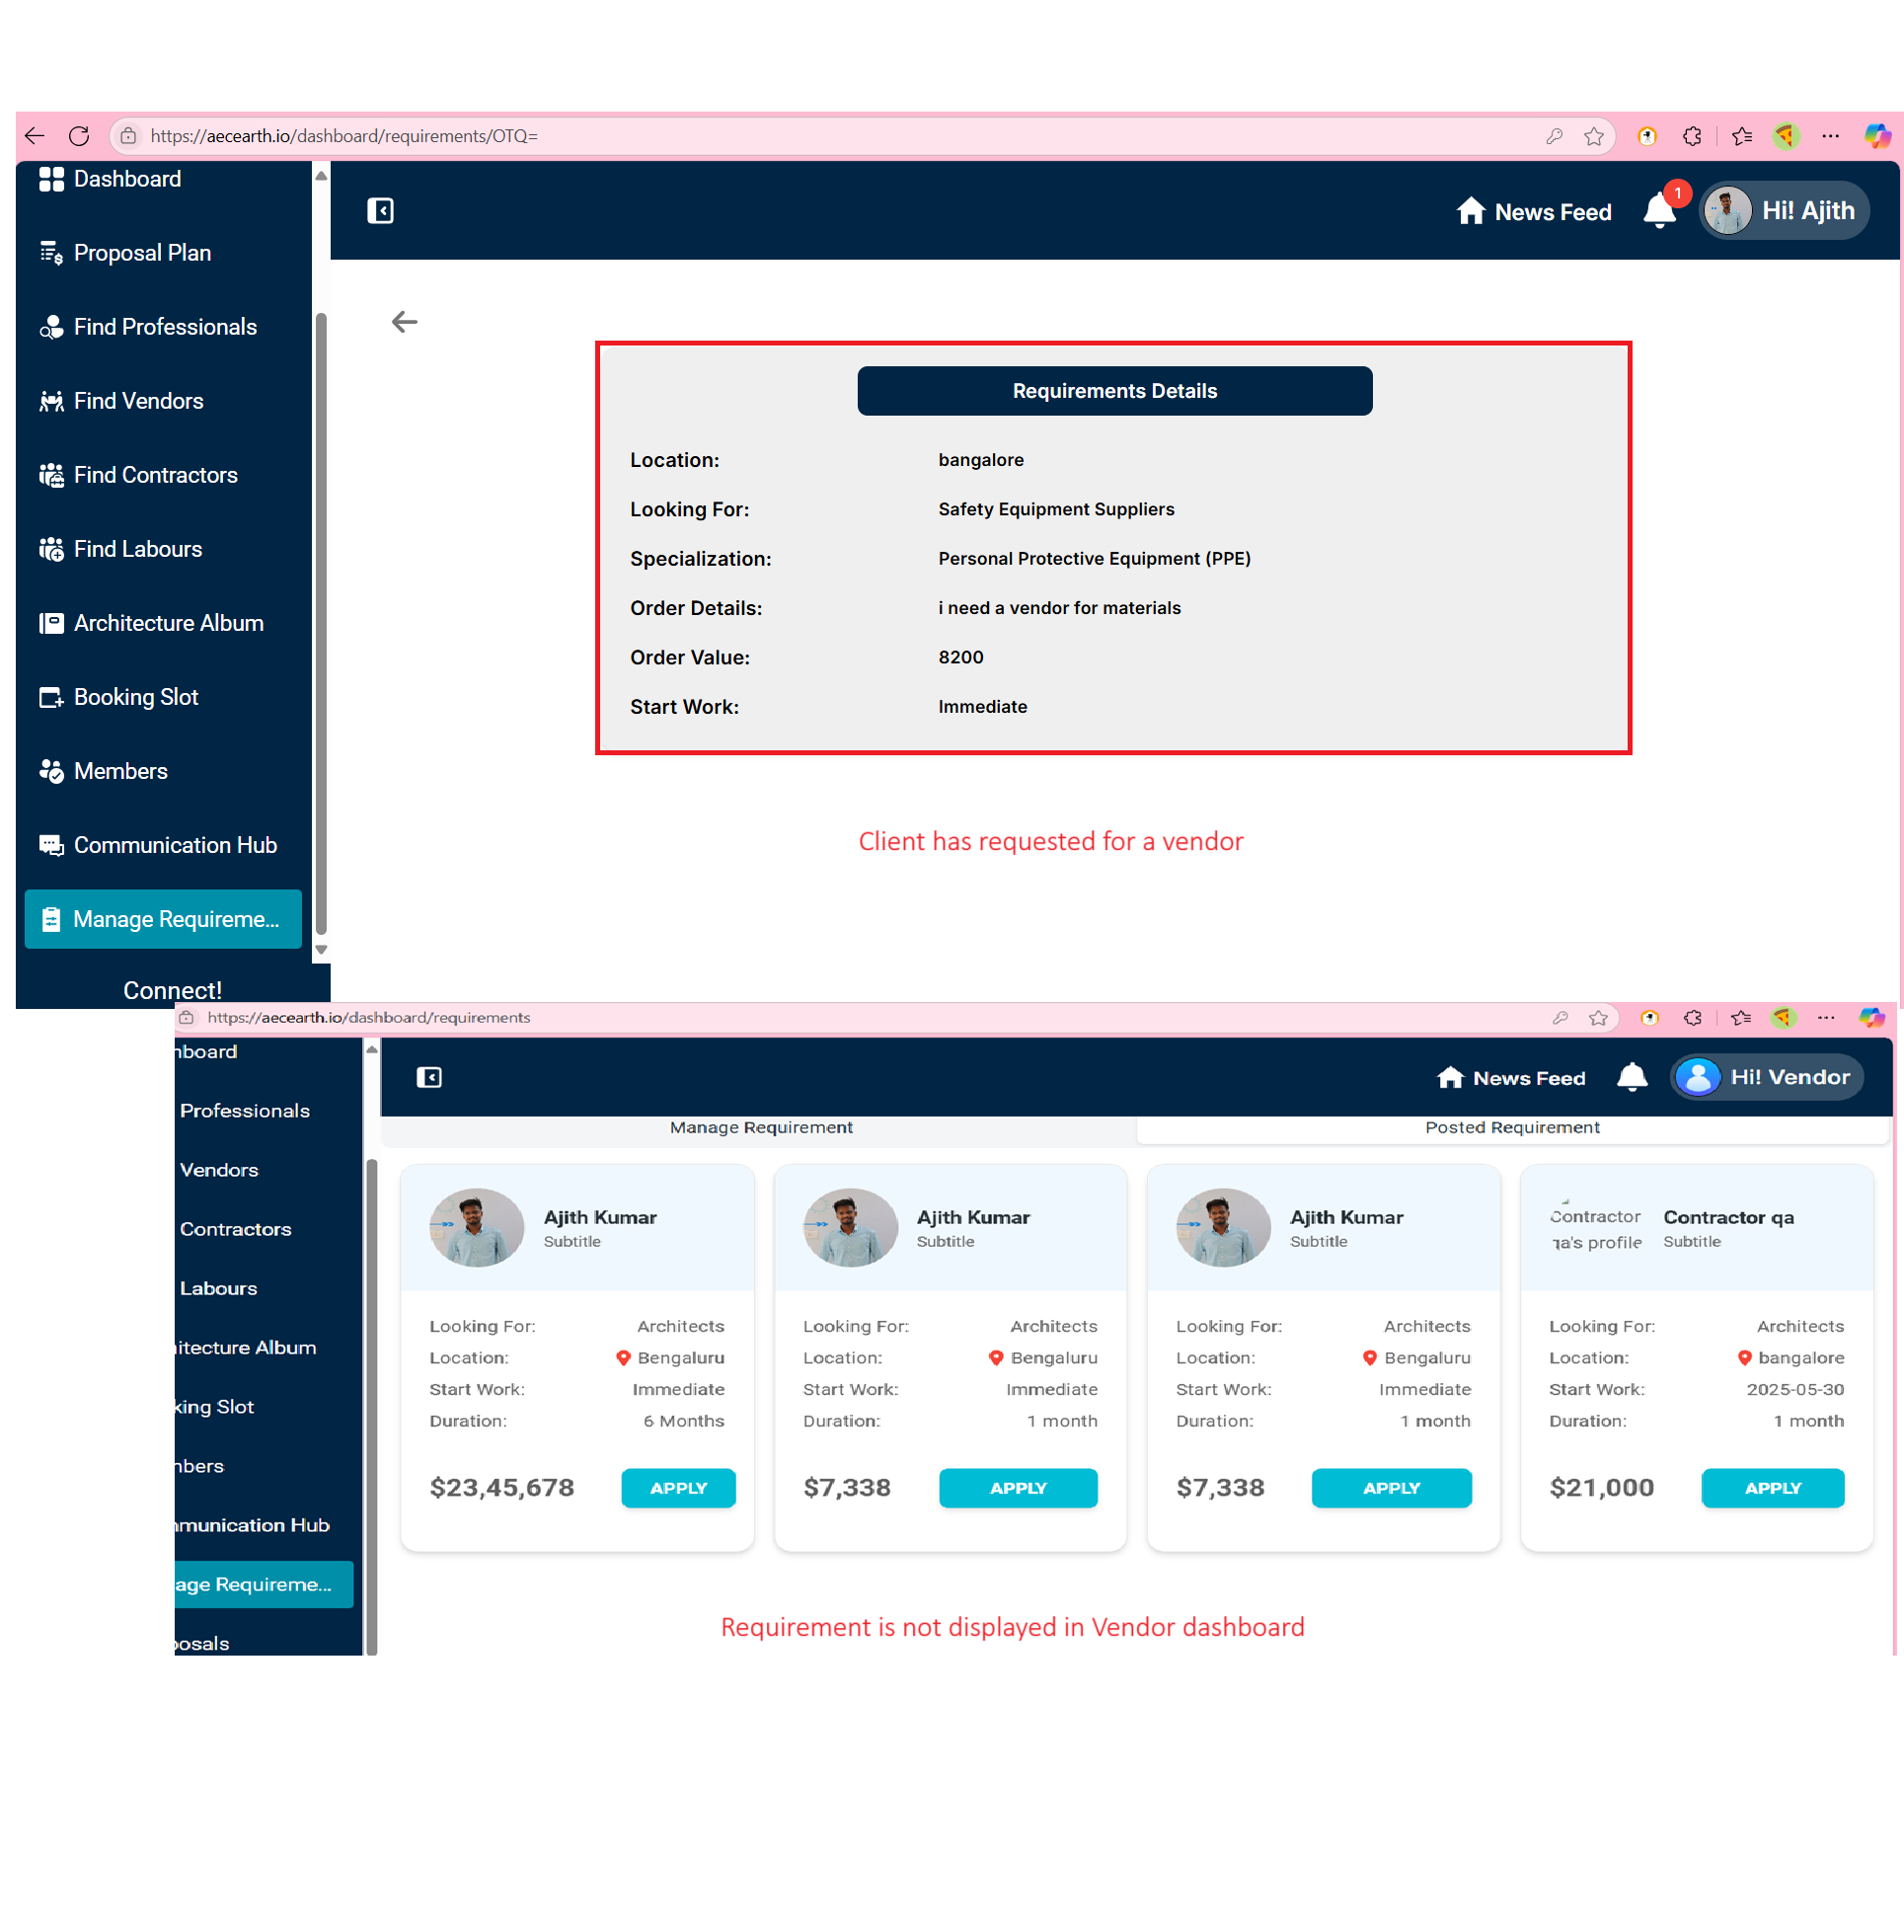 https://aecearth.io/dashboard/requirements/OTQ=
Dashboard
News Feed
1
Hi! Ajith
Proposal Plan
Find Professionals
Find Vendors
Find Contractors
Find Labours
Architecture Album
Booking Slot
Members
Communication Hub
Manage Requireme...
Connect!
Requirements Details
Location: bangalore
Looking For: Safety Equipment Suppliers
Specialization: Personal Protective Equipment (PPE)
Order Details: i need a vendor for materials
Order Value: 8200
Start Work: Immediate
Client has requested for a vendor
https://aecearth.io/dashboard/requirements
nboard
Professionals
Vendors
Contractors
Labours
itecture Album
king Slot
nbers
nmunication Hub
age Requireme...
posals
News Feed
Hi! Vendor
Manage Requirement
Posted Requirement
Ajith Kumar
Subtitle
Looking For: Architects
Location: Bengaluru
Start Work: Immediate
Duration: 6 Months
$23,45,678 APPLY
Ajith Kumar
Subtitle
Looking For: Architects
Location: Bengaluru
Start Work: Immediate
Duration: 1 month
$7,338 APPLY
Ajith Kumar
Subtitle
Looking For: Architects
Location: Bengaluru
Start Work: Immediate
Duration: 1 month
$7,338 APPLY
Contractor
qa's profile
Contractor qa
Subtitle
Looking For: Architects
Location: bangalore
Start Work: 2025-05-30
Duration: 1 month
$21,000 APPLY
Requirement is not displayed in Vendor dashboard